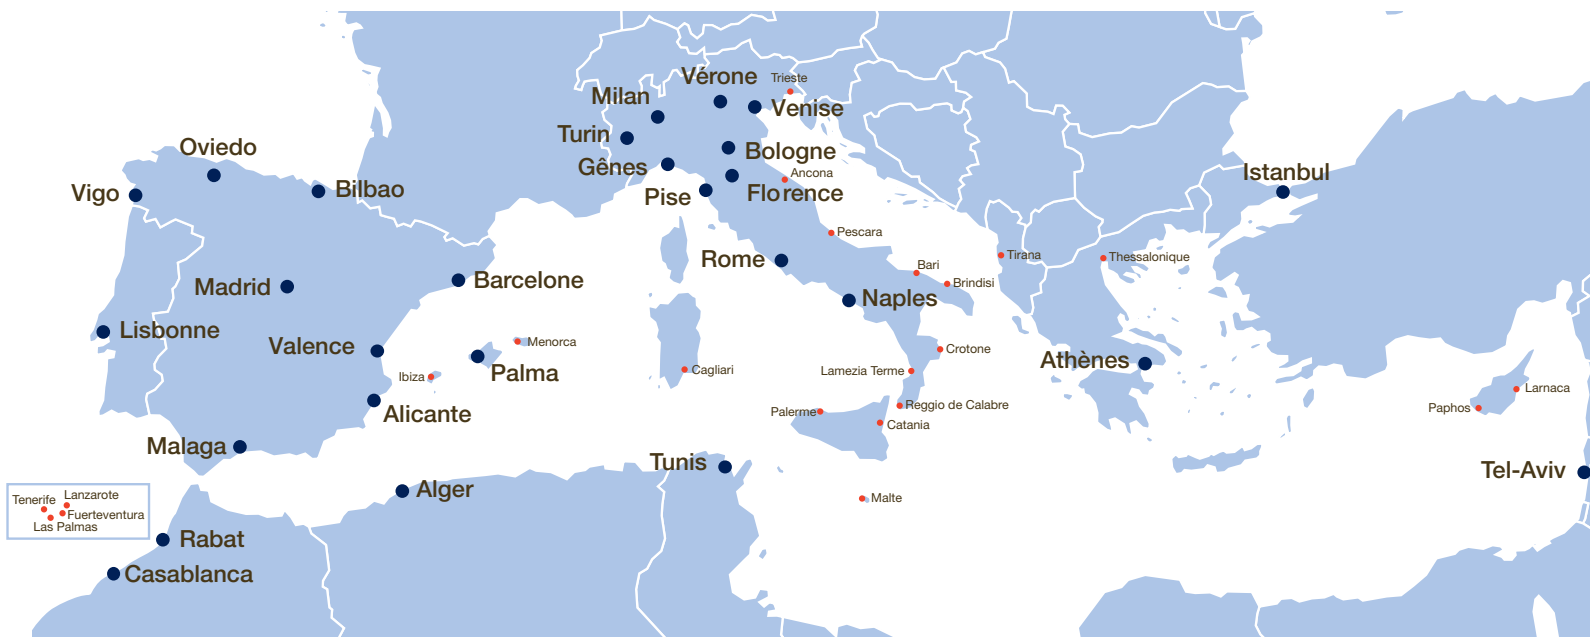 Vérone
Trieste
Milan
Venise
Turin
Bologne
Oviedo
Gênes
Ancona
Istanbul
Vigo
Bilbao
Pise
Florence
Pescara
Rome
Tirana
Thessalonique
Bari
Barcelone
Brindisi
Madrid
Naples
Lisbonne
Valence
Menorca
Crotone
Athènes
Ibiza
Palma
Cagliari
Lamezia Terme
Larnaca
Alicante
Palerme
Reggio de Calabre
Paphos
Catania
Malaga
Tunis
Tel-Aviv
Alger
Malte
Tenerife
Lanzarote
Fuerteventura
Las Palmas
Rabat
Casablanca